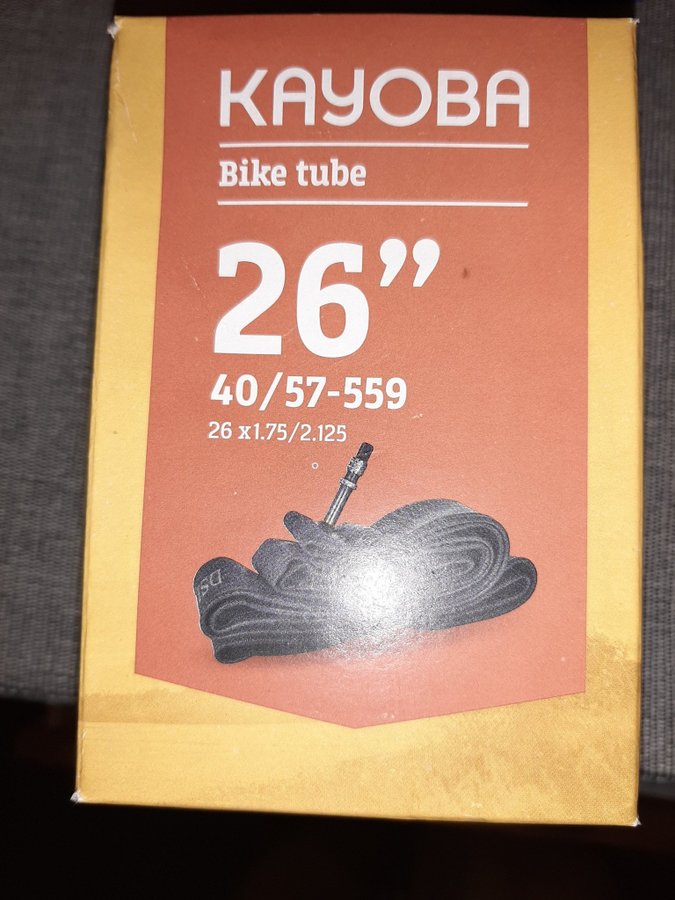 KAYOBA
Bike tube
26”
40/57-559
26 x1.75/2.125